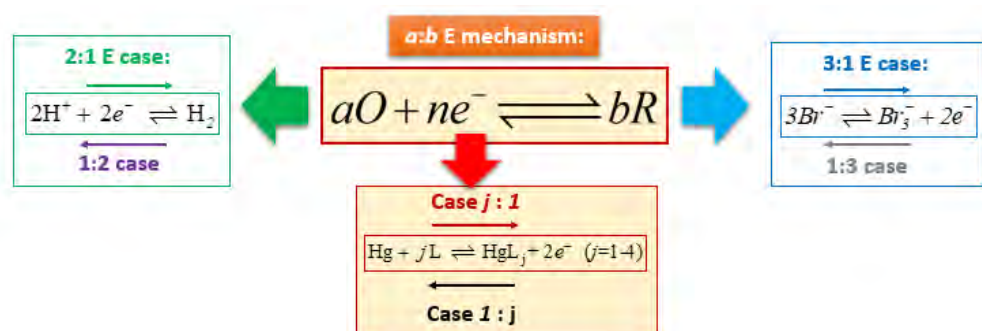 a:b E mechanism:
aO + ne⁻ ⇌ bR
2:1 E case:
2H⁺ + 2e⁻ ⇌ H₂
1:2 case
3:1 E case:
3Br⁻ ⇌ Br₃⁻ + 2e⁻
1:3 case
Case j : 1
Hg + jL ⇌ HgLⱼ + 2e⁻ (j=1-4)
Case 1 : j